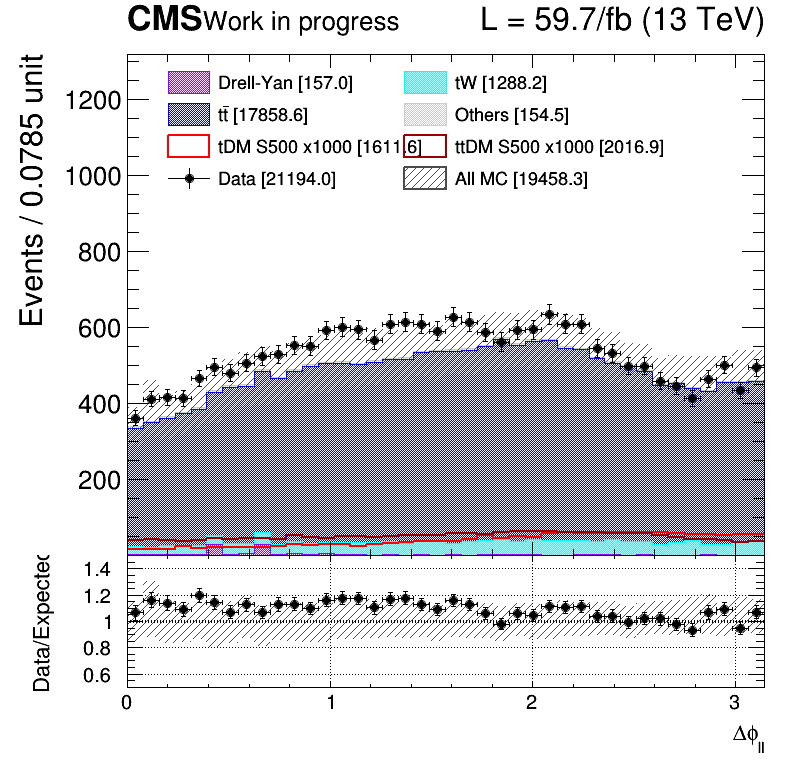 CMS Work in progress L = 59.7/fb (13 TeV)
Events / 0.0785 unit
1200
1000
800
600
400
200
Drell-Yan [157.0] tW [1288.2]
tt̄ [17858.6] Others [154.5]
tDM S500 x1000 [1611.6] ttDM S500 x1000 [2016.9]
Data [21194.0] All MC [19458.3]
Data/Expected
1.4
1.2
1
0.8
0.6
0 1 2 3
Δϕ_ll